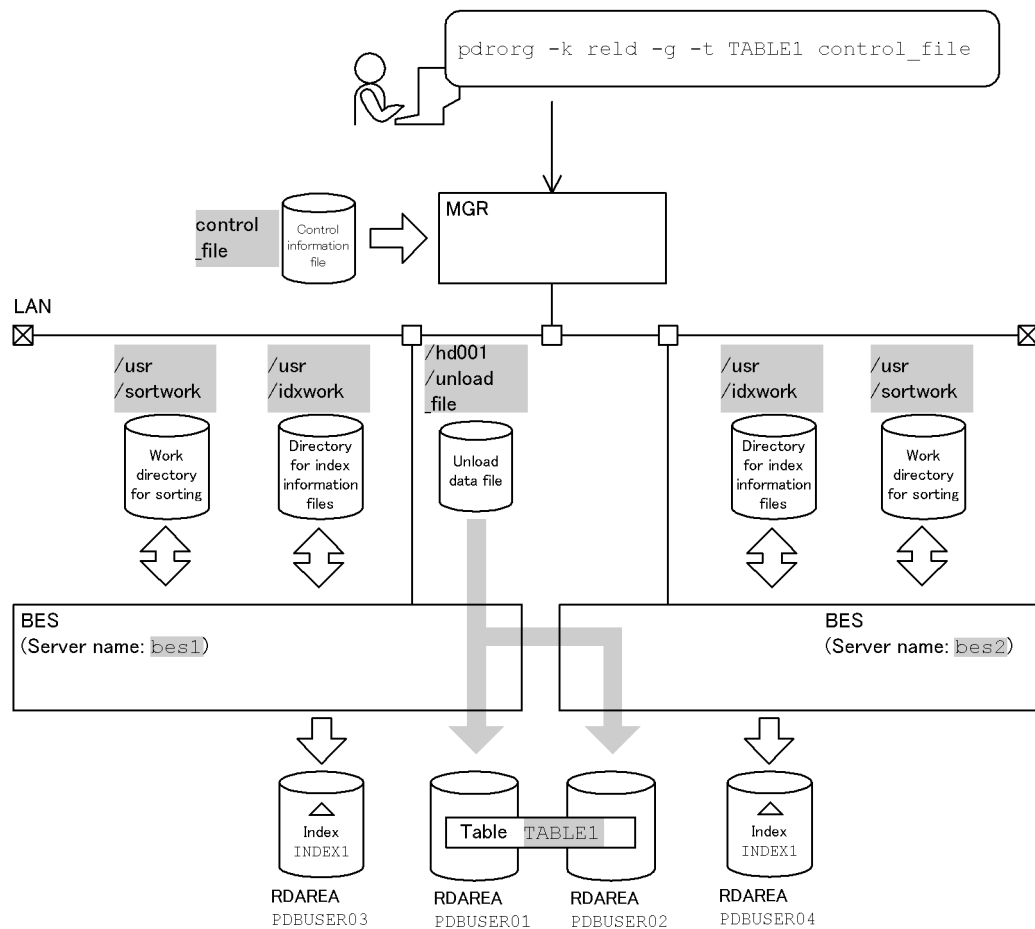 pdrorg -k reld -g -t TABLE1 control_file
MGR
control
_file
Control
information
file
LAN
/usr
/sortwork
/usr
/idxwork
/hd001
/unload
_file
/usr
/idxwork
/usr
/sortwork
Work
directory
for sorting
Directory
for index
information
files
Unload
data file
Directory
for index
information
files
Work
directory
for sorting
BES
(Server name: bes1)
BES
(Server name: bes2)
Index
INDEX1
Table TABLE1
Index
INDEX1
RDAREA
PDBUSER03
RDAREA
PDBUSER01
RDAREA
PDBUSER02
RDAREA
PDBUSER04